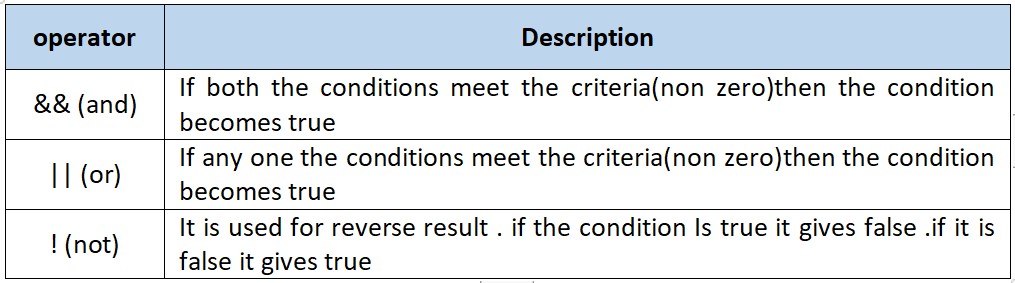 operator Description
&& (and)
If both the conditions meet the criteria(non zero)then the condition
becomes true
|| (or)
If any one the conditions meet the criteria(non zero)then the condition
becomes true
! (not)
It is used for reverse result . if the condition Is true it gives false .if it is
false it gives true